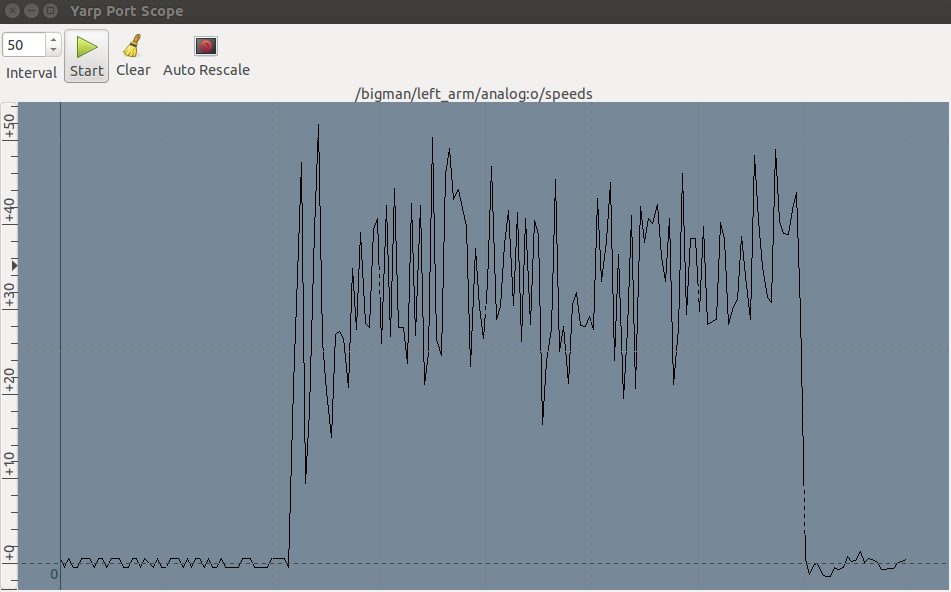 Yarp Port Scope
50
Interval
Start
Clear
Auto Rescale
/bigman/left_arm/analog:o/speeds
+50
+40
+30
+20
+10
+0
0